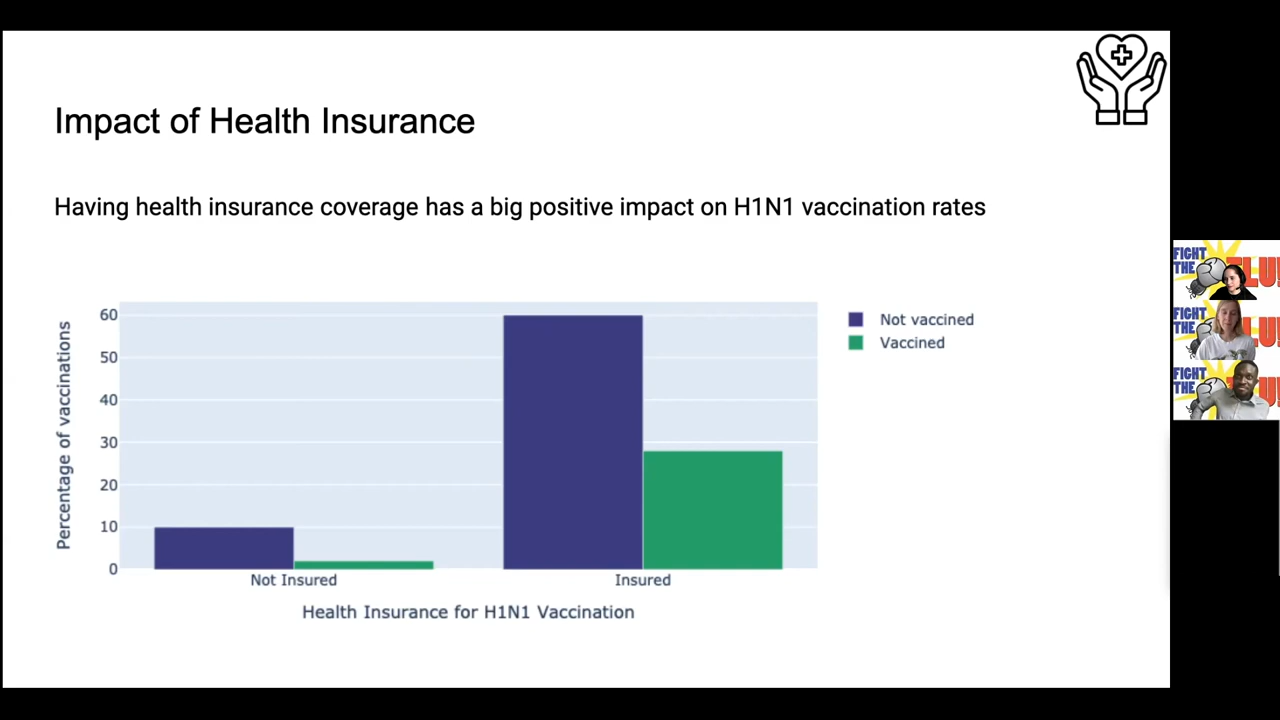 Impact of Health Insurance
Having health insurance coverage has a big positive impact on H1N1 vaccination rates
Percentage of vaccinations
60
50
40
30
20
10
0
Not Insured
Insured
Health Insurance for H1N1 Vaccination
Not vaccined
Vaccined
FIGHT
THE
FLU!
FIGHT
THE
FIGHT
THE